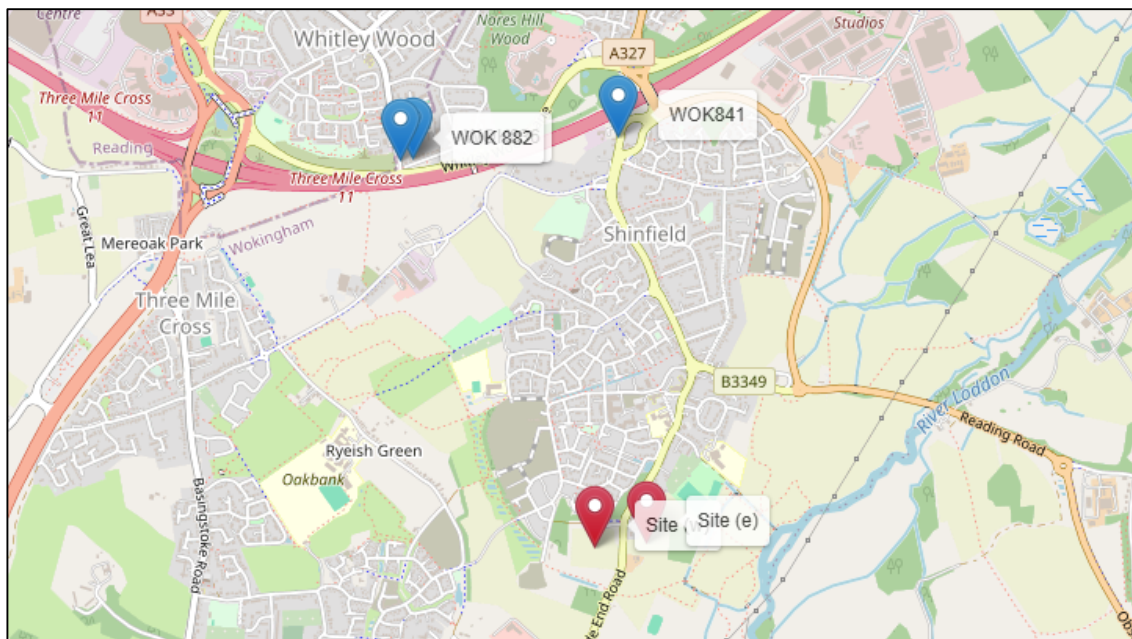 Centre
A33
Nores Hill
Wood
Studios
Whitley Wood
A327
Three Mile Cross
11
WOK841
WOK 882
Reading
Three Mile Cross
11
Great Lea
Mereoak Park
Wokingham
Shinfield
Three Mile
Cross
B3349
River Loddon
Reading Road
Ryeish Green
Oakbank
Basingstoke Road
Site
Site (e)
de End Road